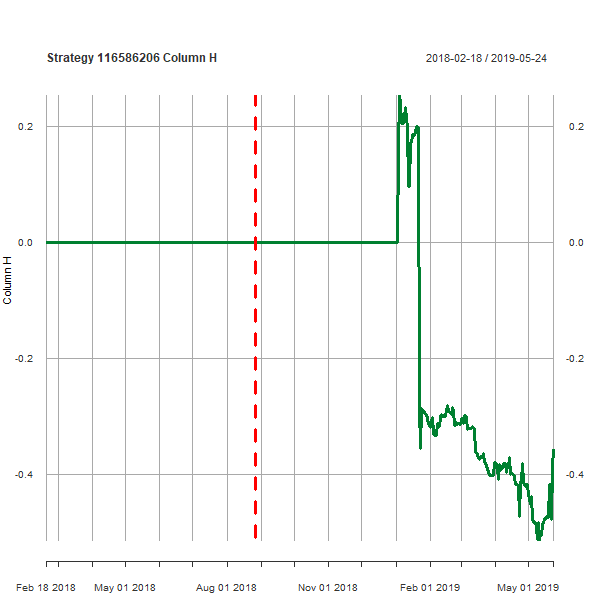 Strategy 116586206 Column H 2018-02-18 / 2019-05-24
0.2 0.2
0.0 0.0
Column H
-0.2 -0.2
-0.4 -0.4
Feb 18 2018 May 01 2018 Aug 01 2018 Nov 01 2018 Feb 01 2019 May 01 2019